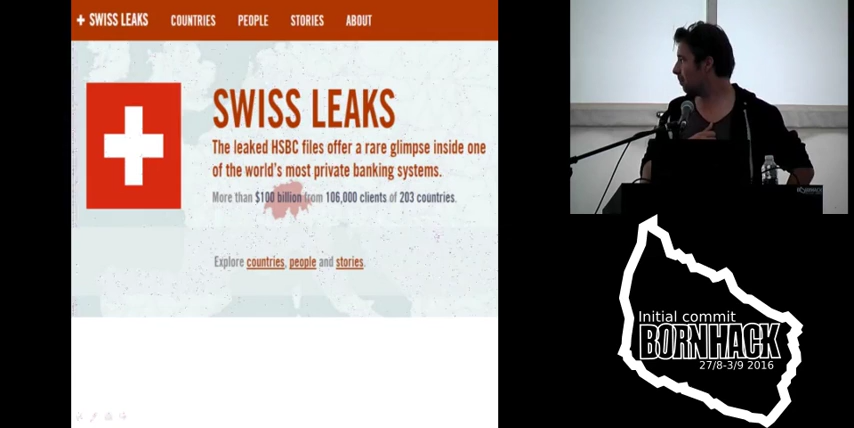 SWISS LEAKS COUNTRIES PEOPLE STORIES ABOUT
SWISS LEAKS
The leaked HSBC files offer a rare glimpse inside one
of the world's most private banking systems.
More than $100 billion from 106,000 clients of 203 countries.
Explore countries, people and stories.
Initial commit
BORNHACK
27/8-3/9 2016